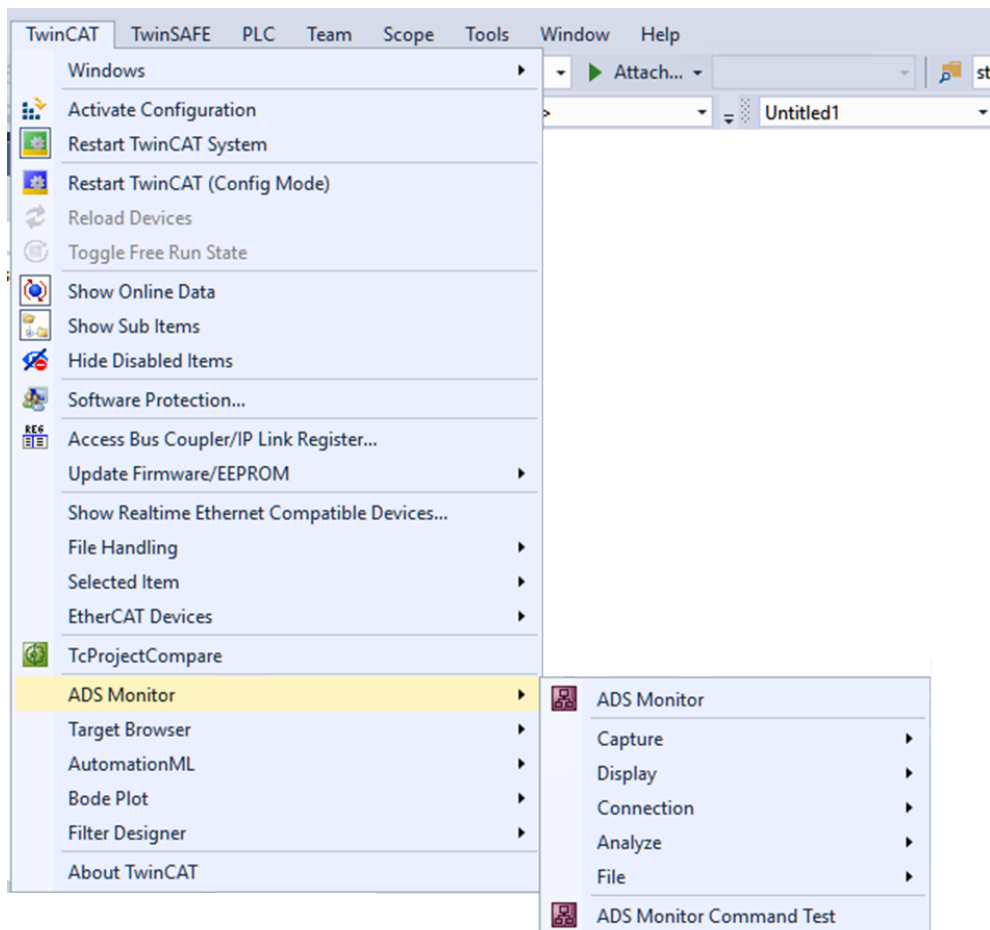 TwinCAT TwinSAFE PLC Team Scope Tools Window Help
Windows
Attach...
st
Activate Configuration
>
Untitled1
Restart TwinCAT System
Restart TwinCAT (Config Mode)
Reload Devices
Toggle Free Run State
Show Online Data
Show Sub Items
Hide Disabled Items
Software Protection...
REG
Access Bus Coupler/IP Link Register...
Update Firmware/EEPROM
Show Realtime Ethernet Compatible Devices...
File Handling
Selected Item
EtherCAT Devices
TcProjectCompare
ADS Monitor
Target Browser
AutomationML
Bode Plot
Filter Designer
About TwinCAT
ADS Monitor
Capture
Display
Connection
Analyze
File
ADS Monitor Command Test